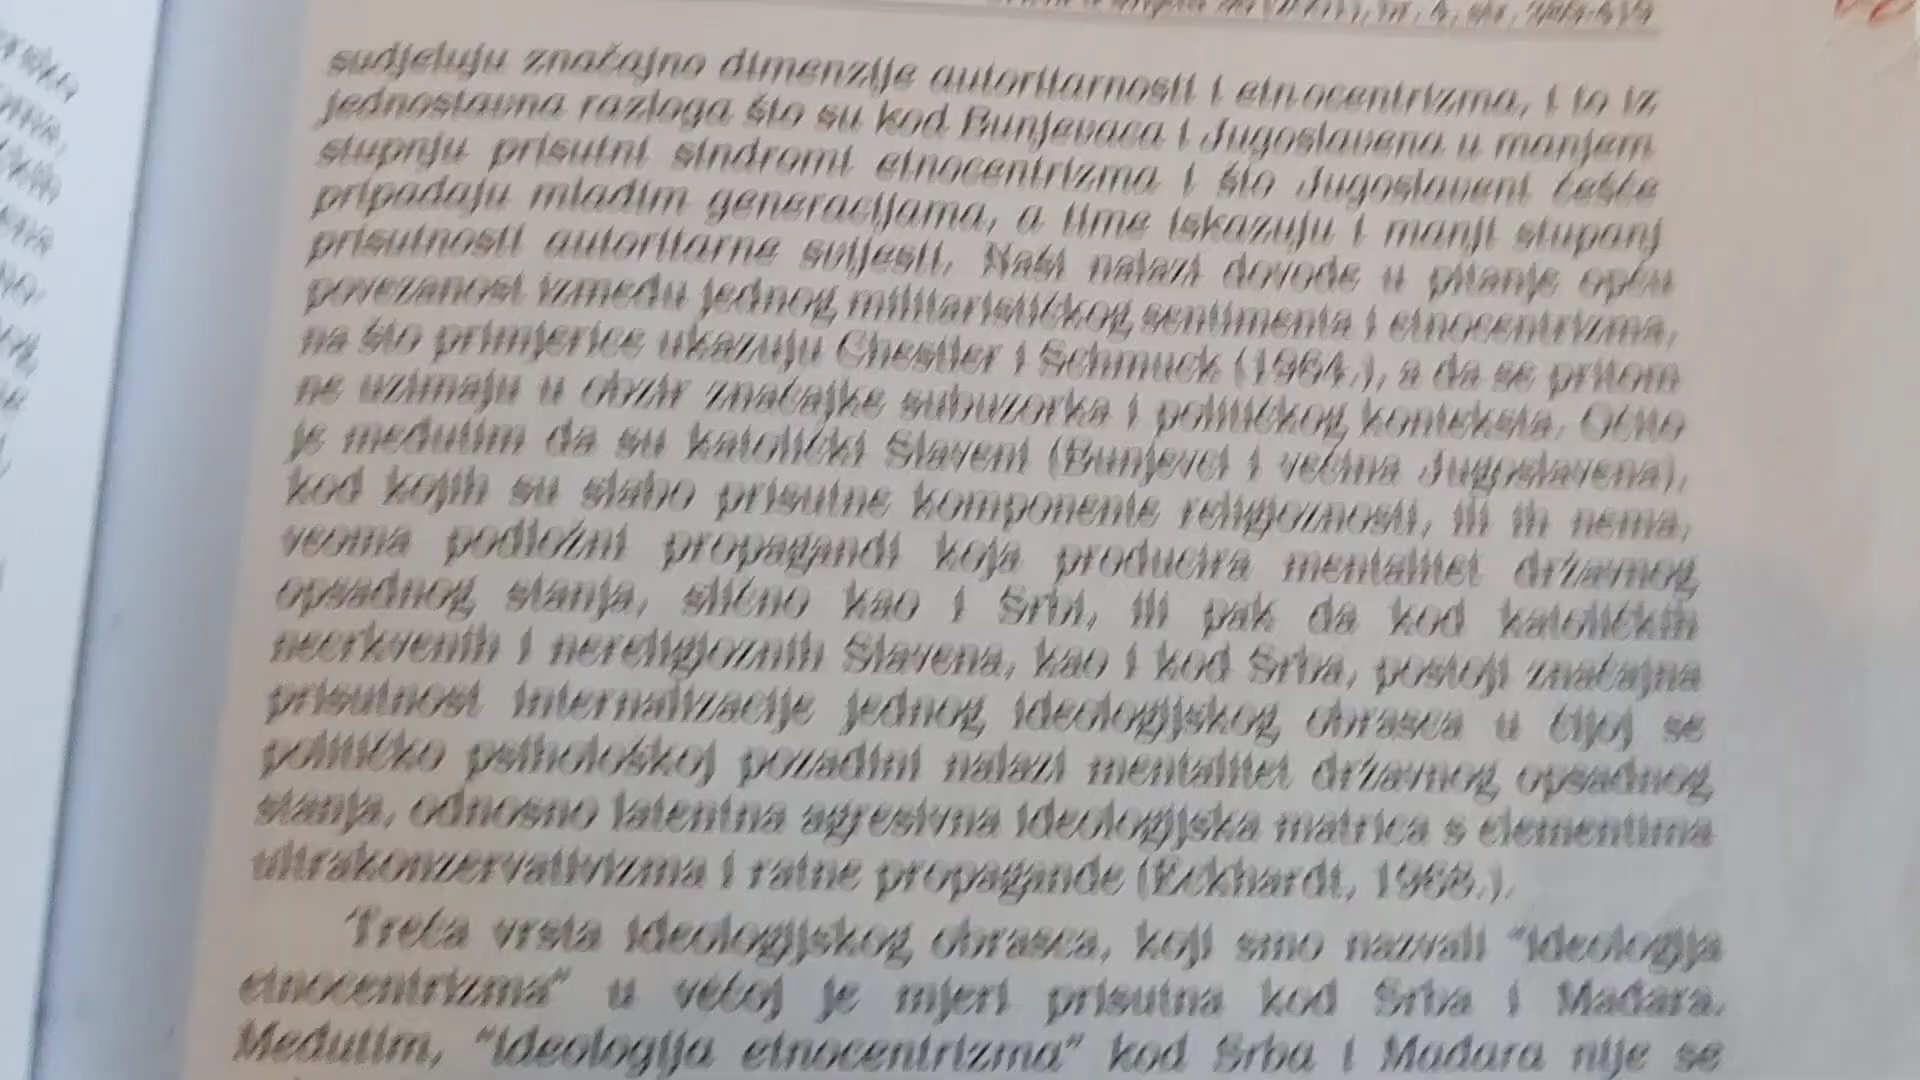 sudjeluju značajno dimenzije autoritarnosti i etnocentrizma, i to iz
jednostavna razloga što su kod Bunjevaca i Jugoslavena u manjem
stupnju prisutni sindromi etnocentrizma i što Jugoslaveni češće
pripadaju mlađim generacijama, a time iskazuju i manji stupanj
prisutnosti autoritarne svijesti. Naši nalazi dovode u pitanje opću
povezanost između jednog militarističkog sentimenta i etnocentrizma,
na što primjerice ukazuju Chestler i Schmuck (1964.), a da se pritom
ne uzimaju u obzir značajke subuzorka i političkog konteksta. Očito
je međutim da su katolički Slaveni (Bunjevci i većina Jugoslavena),
kod kojih su slabo prisutne komponente religioznosti, ili ih nema,
veoma podložni propagandi koja producira mentalitet državnog
opsadnog stanja, slično kao i Srbi, ili pak da kod katoličkih
necrkvenih i nereligioznih Slavena, kao i kod Srba, postoji značajna
prisutnost internalizacije jednog ideologijskog obrasca u čijoj se
političko psihološkoj pozadini nalazi mentalitet državnog opsadnog
stanja, odnosno latentna agresivna ideologijska matrica s elementima
ultrakonzervativizma i ratne propagande (Eckhardt, 1968.).
Treća vrsta ideologijskog obrasca, koji smo nazvali "ideologija
etnocentrizma" u većoj je mjeri prisutna kod Srba i Mađara.
Međutim, "ideologija etnocentrizma" kod Srba i Mađara nije se